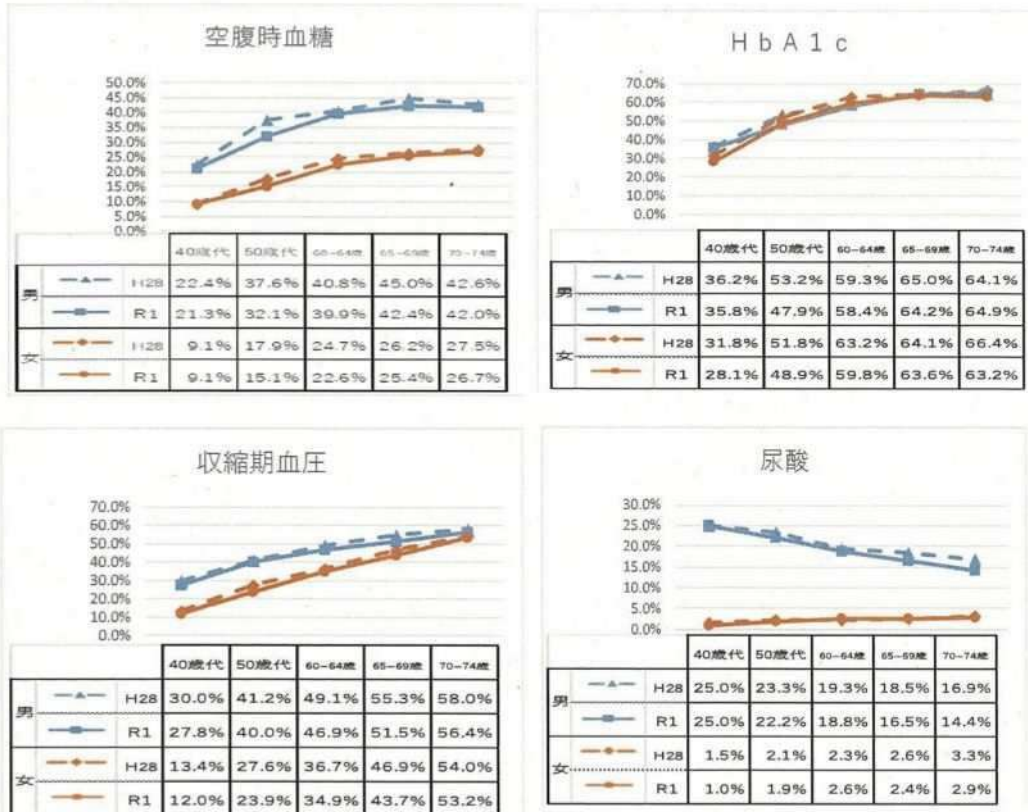 空腹時血糖
50.0%
45.0%
40.0%
35.0%
30.0%
25.0%
20.0%
15.0%
10.0%
5.0%
0.0%
40歳代 50歳代 60-64歳 65-69歳 70-74歳
男 H28 22.4% 37.6% 40.8% 45.0% 42.6%
R1 21.3% 32.1% 39.9% 42.4% 42.0%
女 H28 9.1% 17.9% 24.7% 26.2% 27.5%
R1 9.1% 15.1% 22.6% 25.4% 26.7%
HbA1c
70.0%
60.0%
50.0%
40.0%
30.0%
20.0%
10.0%
0.0%
40歳代 50歳代 60-64歳 65-69歳 70-74歳
男 H28 36.2% 53.2% 59.3% 65.0% 64.1%
R1 35.8% 47.9% 58.4% 64.2% 64.9%
女 H28 31.8% 51.8% 63.2% 64.1% 66.4%
R1 28.1% 48.9% 59.8% 63.6% 63.2%
収縮期血圧
70.0%
60.0%
50.0%
40.0%
30.0%
20.0%
10.0%
0.0%
40歳代 50歳代 60-64歳 65-69歳 70-74歳
男 H28 30.0% 41.2% 49.1% 55.3% 58.0%
R1 27.8% 40.0% 46.9% 51.5% 56.4%
女 H28 13.4% 27.6% 36.7% 46.9% 54.0%
R1 12.0% 23.9% 34.9% 43.7% 53.2%
尿酸
30.0%
25.0%
20.0%
15.0%
10.0%
5.0%
0.0%
40歳代 50歳代 60-64歳 65-69歳 70-74歳
男 H28 25.0% 23.3% 19.3% 18.5% 16.9%
R1 25.0% 22.2% 18.8% 16.5% 14.4%
女 H28 1.5% 2.1% 2.3% 2.6% 3.3%
R1 1.0% 1.9% 2.6% 2.4% 2.9%